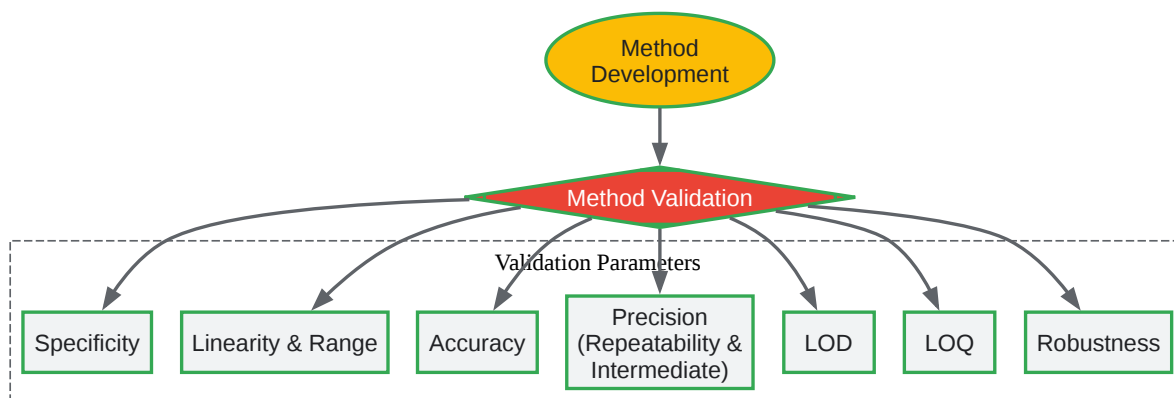 Method
Development
Method Validation
Validation Parameters
Specificity
Linearity & Range
Accuracy
Precision
(Repeatability &
Intermediate)
LOD
LOQ
Robustness